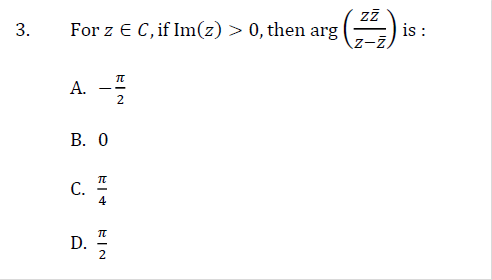 3. For z ∈ C, if Im(z) > 0, then arg (zz̄/(z−z̄)) is :
A. −π/2
B. 0
C. π/4
D. π/2